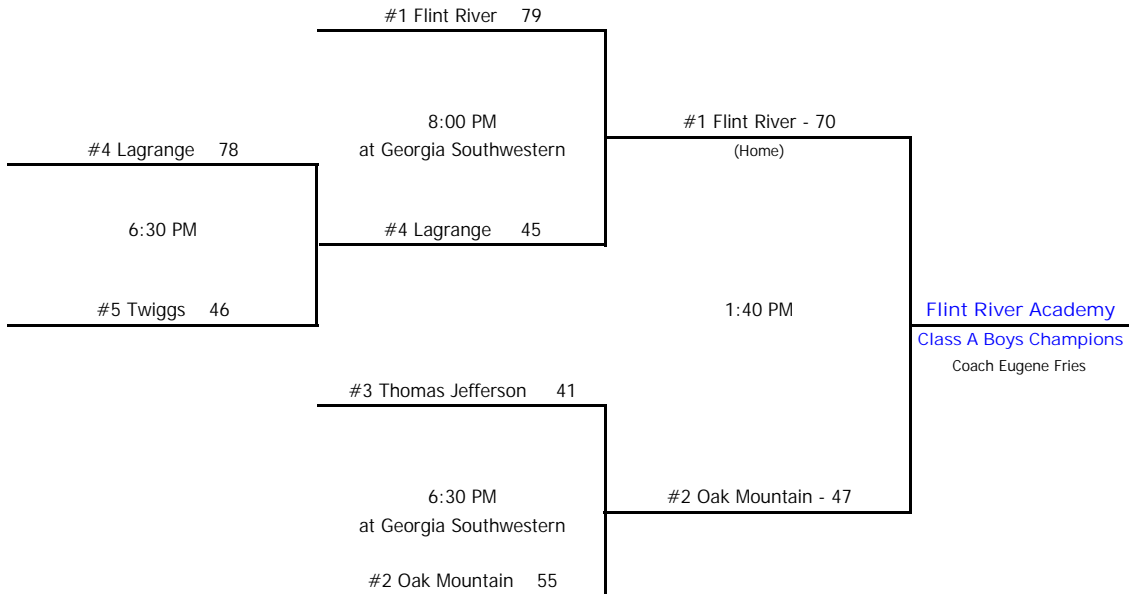 #1 Flint River 79
8:00 PM
at Georgia Southwestern
#1 Flint River - 70
(Home)
#4 Lagrange 78
6:30 PM
#4 Lagrange 45
#5 Twiggs 46
1:40 PM
Flint River Academy
Class A Boys Champions
Coach Eugene Fries
#3 Thomas Jefferson 41
6:30 PM
at Georgia Southwestern
#2 Oak Mountain - 47
#2 Oak Mountain 55